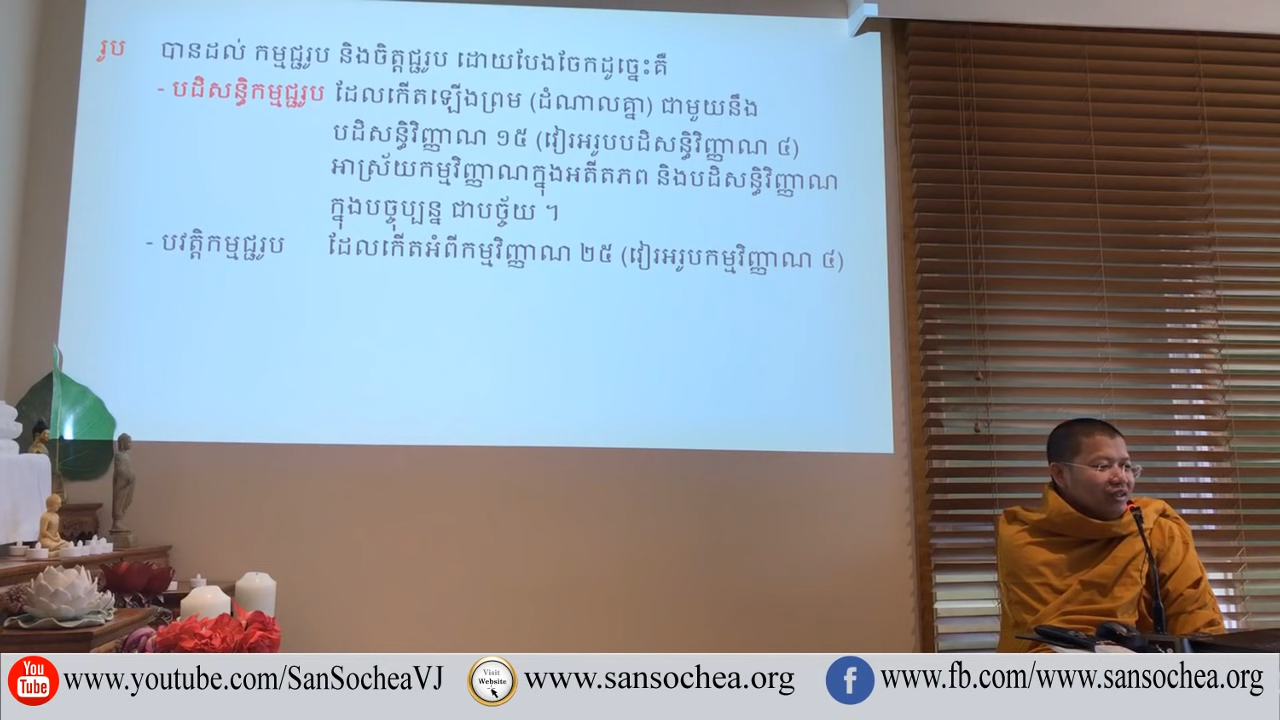 រូប បានដល់ កម្មជ្ជរូប និងចិត្តជ្ជរូប ដោយបែងចែកដូច្នេះគឺ
- បដិសន្ធិកម្មជ្ជរូប ដែលកើតឡើងព្រម (ដំណាលគ្នា) ជាមួយនឹង
បដិសន្ធិវិញ្ញាណ ១៥ (វៀរអរូបបដិសន្ធិវិញ្ញាណ ៤)
អាស្រ័យកម្មវិញ្ញាណក្នុងអតីតភព និងបដិសន្ធិវិញ្ញាណ
ក្នុងបច្ចុប្បន្ន ជាបច្ច័យ ។
- បវត្តិកម្មជ្ជរូប ដែលកើតអំពីកម្មវិញ្ញាណ ២៥ (វៀរអរូបកម្មវិញ្ញាណ ៤)
You Tube www.youtube.com/SanSocheaVJ Visit Website www.sansochea.org f www.fb.com/www.sansochea.org